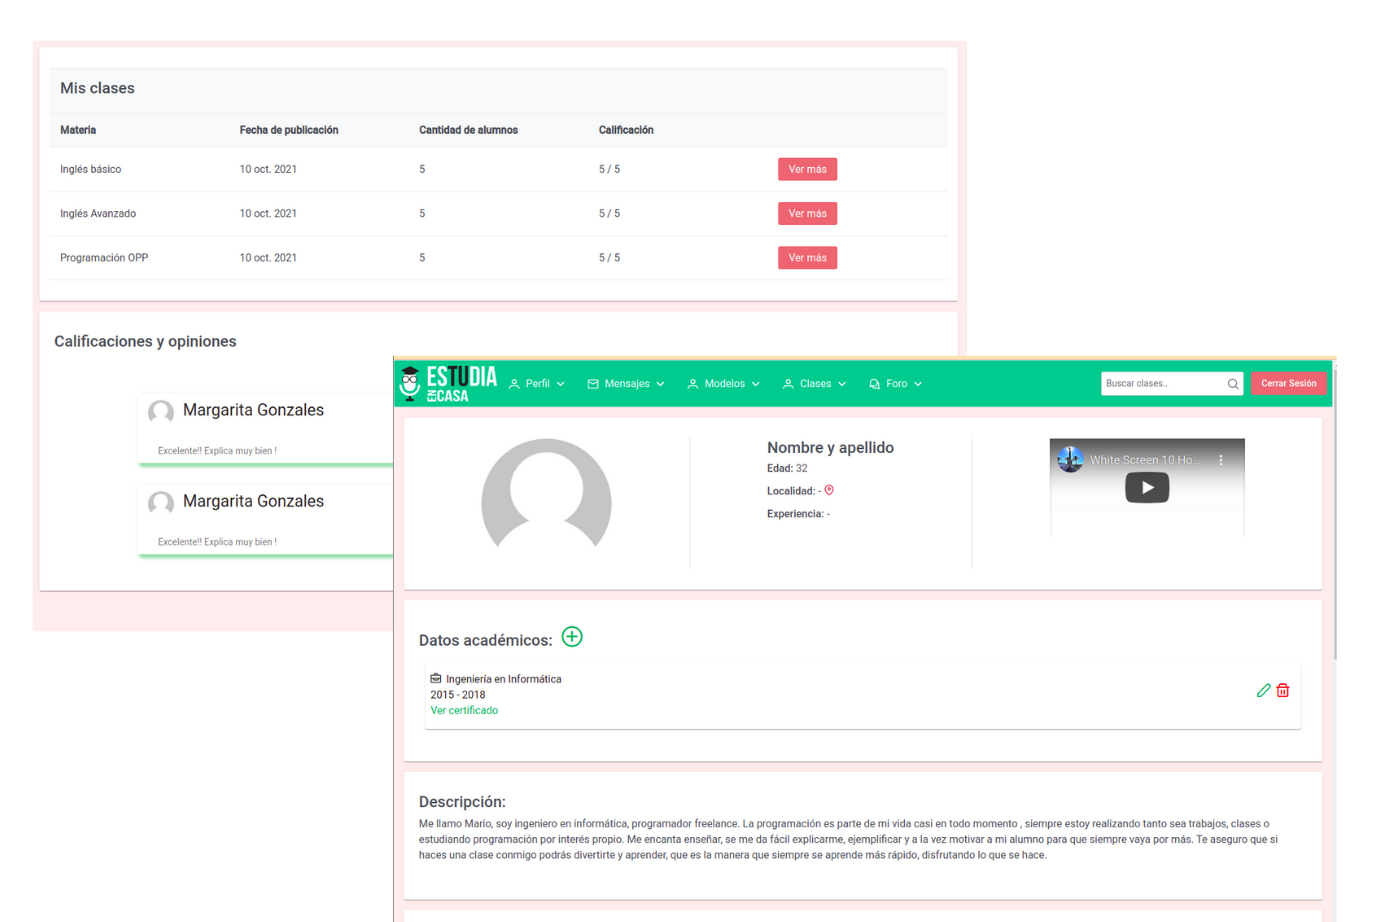 Mis clases
Materia Fecha de publicación Cantidad de alumnos Calificación
Inglés básico 10 oct. 2021 5 5 / 5 Ver más
Inglés Avanzado 10 oct. 2021 5 5 / 5 Ver más
Programación OPP 10 oct. 2021 5 5 / 5 Ver más
Calificaciones y opiniones
Margarita Gonzales
Excelente!! Explica muy bien !
Margarita Gonzales
Excelente!! Explica muy bien !
ESTUDIA
EN CASA
Perfil Mensajes Modelos Clases Foro Buscar clases.. Cerrar Sesión
Nombre y apellido
Edad: 32
Localidad: -
Experiencia: -
White Screen 10 Ho...
Datos académicos:
Ingeniería en Informática
2015 - 2018
Ver certificado
Descripción:
Me llamo Mario, soy ingeniero en informática, programador freelance. La programación es parte de mi vida casi en todo momento , siempre estoy realizando tanto sea trabajos, clases o
estudiando programación por interés propio. Me encanta enseñar, se me da fácil explicarme, ejemplificar y a la vez motivar a mi alumno para que siempre vaya por más. Te aseguro que si
haces una clase conmigo podrás divertirte y aprender, que es la manera que siempre se aprende más rápido, disfrutando lo que se hace.